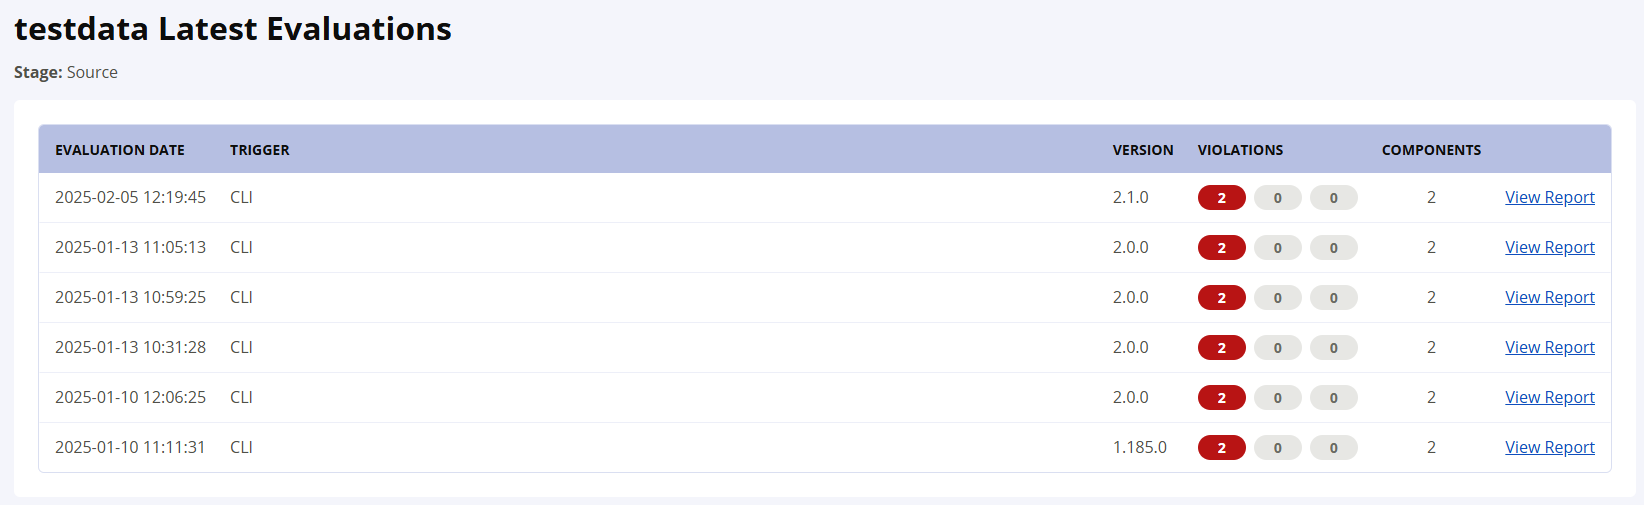 testdata Latest Evaluations
Stage: Source
EVALUATION DATE TRIGGER VERSION VIOLATIONS COMPONENTS
2025-02-05 12:19:45 CLI 2.1.0 2 0 0 2 View Report
2025-01-13 11:05:13 CLI 2.0.0 2 0 0 2 View Report
2025-01-13 10:59:25 CLI 2.0.0 2 0 0 2 View Report
2025-01-13 10:31:28 CLI 2.0.0 2 0 0 2 View Report
2025-01-10 12:06:25 CLI 2.0.0 2 0 0 2 View Report
2025-01-10 11:11:31 CLI 1.185.0 2 0 0 2 View Report